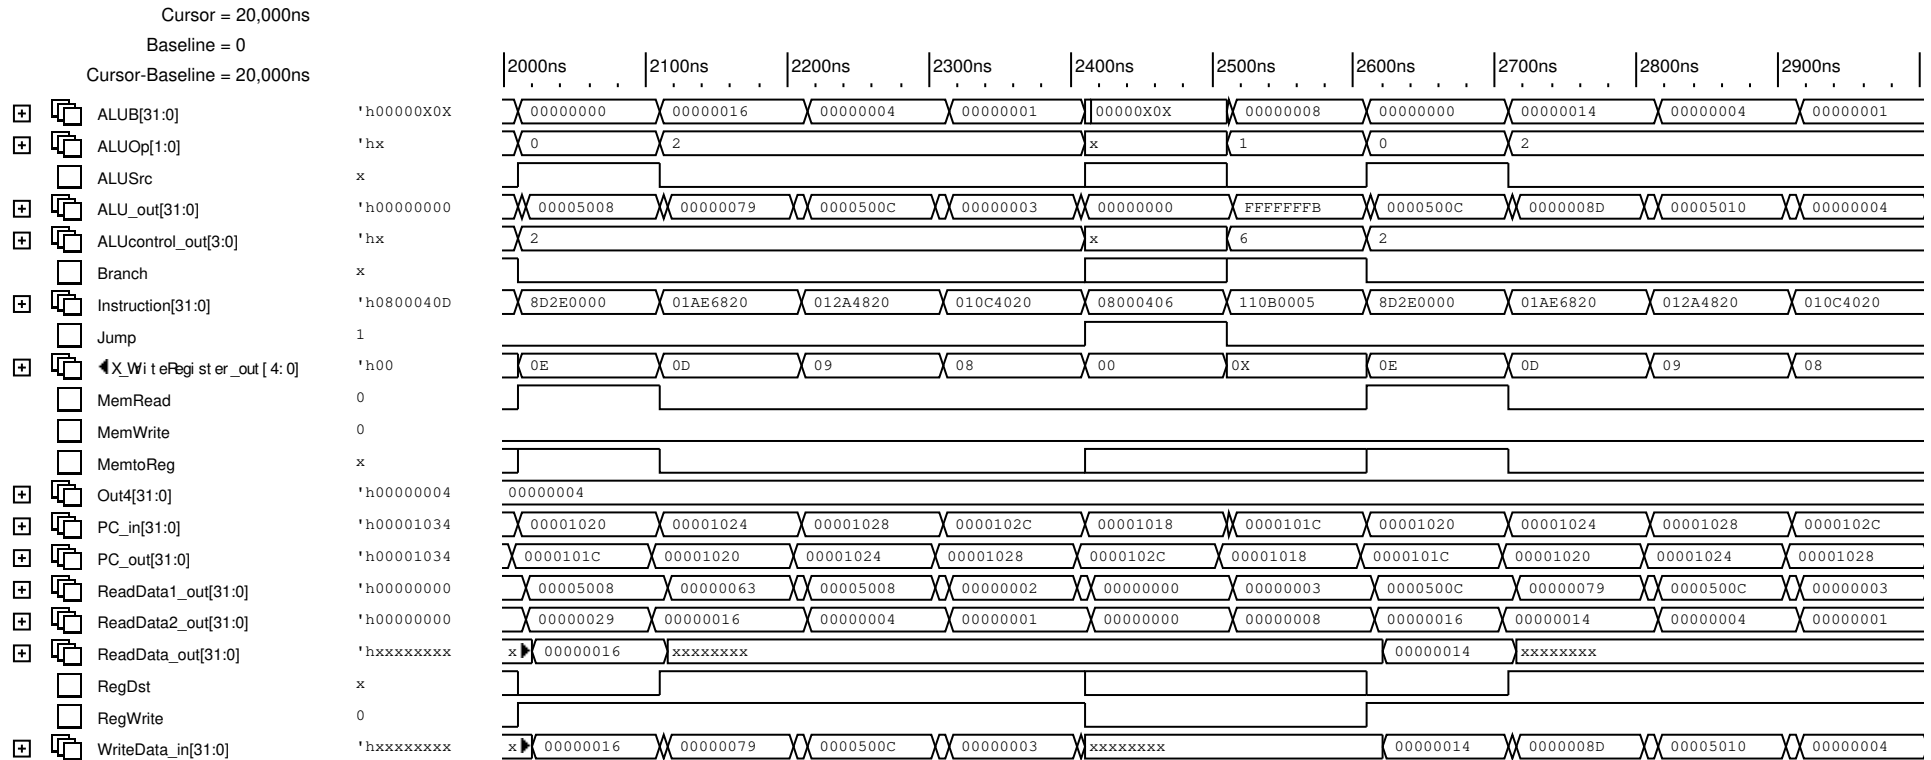 Cursor = 20,000ns
Baseline = 0
Cursor-Baseline = 20,000ns
2000ns 2100ns 2200ns 2300ns 2400ns 2500ns 2600ns 2700ns 2800ns 2900ns
ALUB[31:0] 'h00000X0X 00000000 00000016 00000004 00000001 00000X0X 00000008 00000000 00000014 00000004 00000001
ALUOp[1:0] 'hx 0 2 x 1 0 2
ALUSrc x
ALU_out[31:0] 'h00000000 00005008 00000079 0000500C 00000003 00000000 FFFFFFFB 0000500C 0000008D 00005010 00000004
ALUcontrol_out[3:0] 'hx 2 x 6 2
Branch x
Instruction[31:0] 'h0800040D 8D2E0000 01AE6820 012A4820 010C4020 08000406 110B0005 8D2E0000 01AE6820 012A4820 010C4020
Jump 1
X_WriteRegister_out[4:0] 'h00 0E 0D 09 08 00 0X 0E 0D 09 08
MemRead 0
MemWrite 0
MemtoReg x
Out4[31:0] 'h00000004 00000004
PC_in[31:0] 'h00001034 00001020 00001024 00001028 0000102C 00001018 0000101C 00001020 00001024 00001028 0000102C
PC_out[31:0] 'h00001034 0000101C 00001020 00001024 00001028 0000102C 00001018 0000101C 00001020 00001024 00001028
ReadData1_out[31:0] 'h00000000 00005008 00000063 00005008 00000002 00000000 00000003 0000500C 00000079 0000500C 00000003
ReadData2_out[31:0] 'h00000000 00000029 00000016 00000004 00000001 00000000 00000008 00000016 00000014 00000004 00000001
ReadData_out[31:0] 'hxxxxxxxx x 00000016 xxxxxxxx 00000014 xxxxxxxx
RegDst x
RegWrite 0
WriteData_in[31:0] 'hxxxxxxxx x 00000016 00000079 0000500C 00000003 xxxxxxxx 00000014 0000008D 00005010 00000004